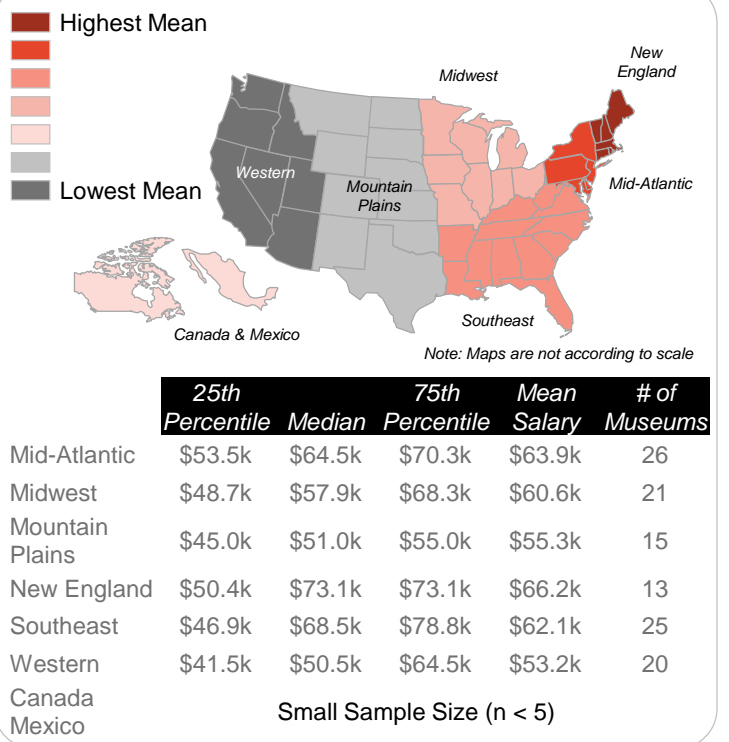 Highest Mean
New
England
Midwest
Western
Lowest Mean
Mountain
Plains
Mid-Atlantic
Southeast
Canada & Mexico
Note: Maps are not according to scale
25th 75th Mean # of
Percentile Median Percentile Salary Museums
Mid-Atlantic $53.5k $64.5k $70.3k $63.9k 26
Midwest $48.7k $57.9k $68.3k $60.6k 21
Mountain
Plains $45.0k $51.0k $55.0k $55.3k 15
New England $50.4k $73.1k $73.1k $66.2k 13
Southeast $46.9k $68.5k $78.8k $62.1k 25
Western $41.5k $50.5k $64.5k $53.2k 20
Canada
Mexico Small Sample Size (n < 5)